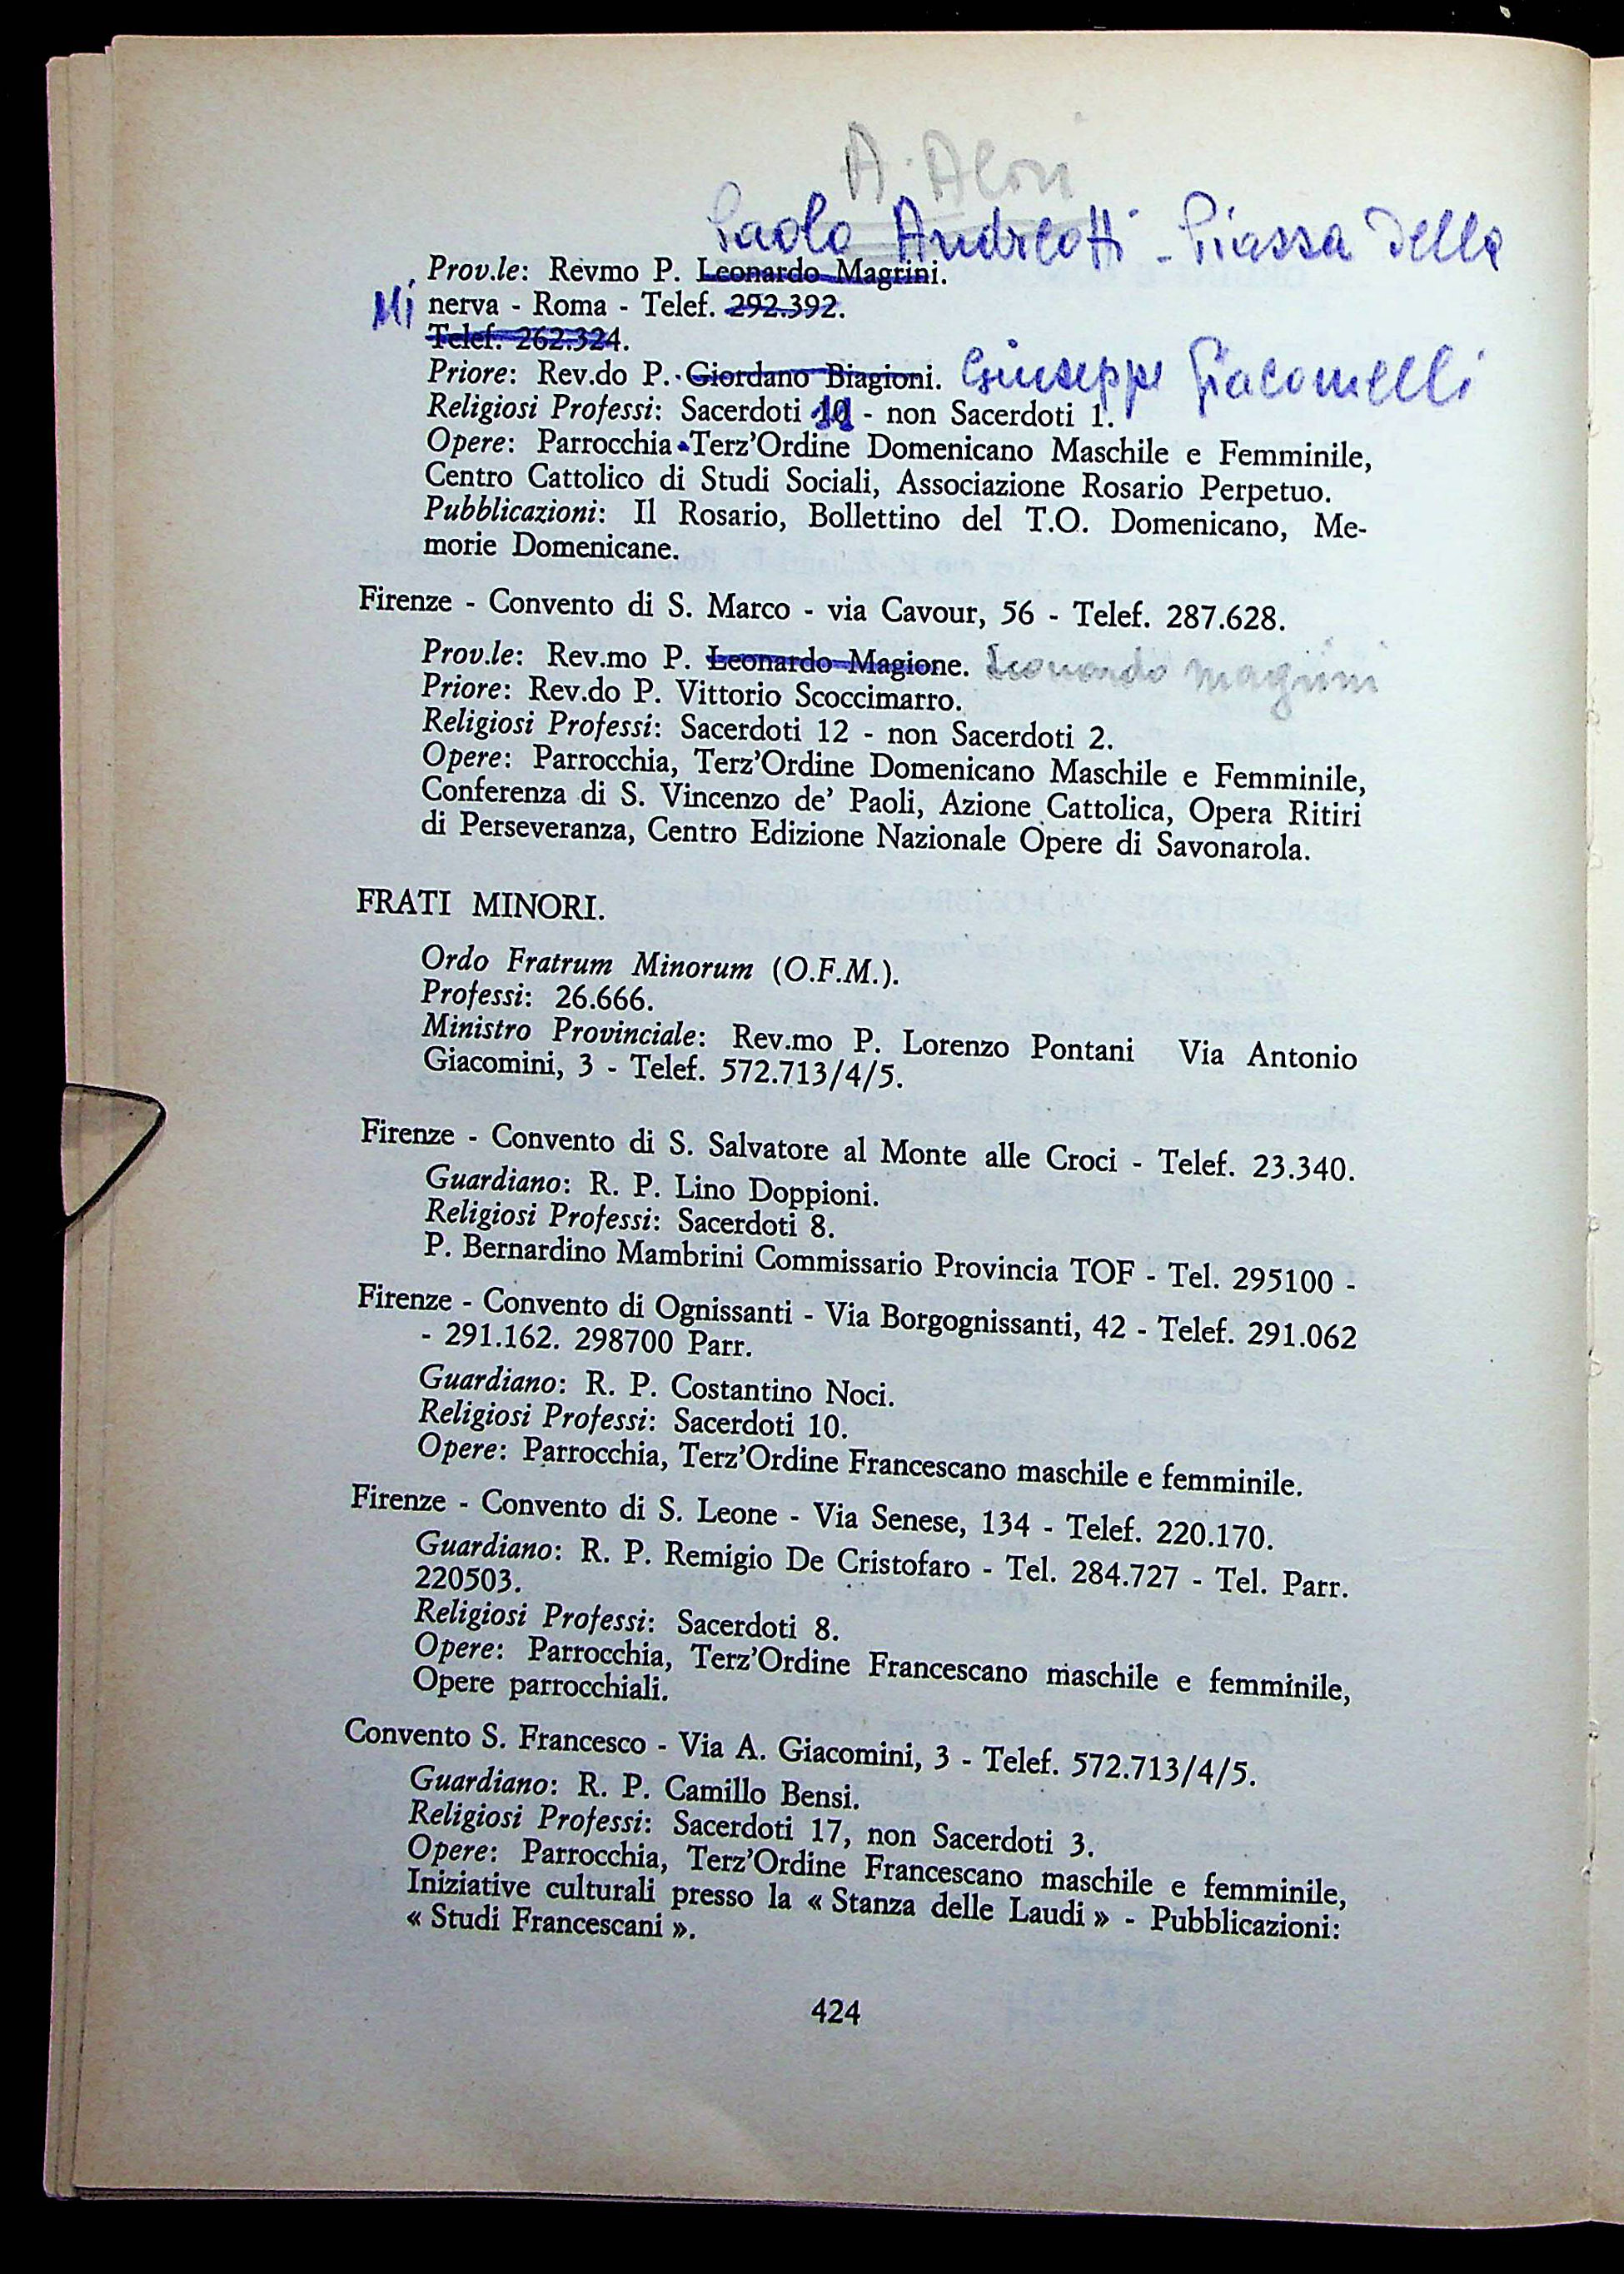 A. Alori
Paolo Andreotti - Piassa Della
Prov.le: Revmo P. Leonardo Magrini.
Mi nerva - Roma - Telef. 292.392.
Telef. 262.324.
Priore: Rev.do P. Giordano Biagioni. Giuseppe Giacomelli
Religiosi Professi: Sacerdoti - non Sacerdoti 1.
Opere: Parrocchia Terz'Ordine Domenicano Maschile e Femminile,
Centro Cattolico di Studi Sociali, Associazione Rosario Perpetuo.
Pubblicazioni: Il Rosario, Bollettino del T.O. Domenicano, Me-
morie Domenicane.
Firenze - Convento di S. Marco - via Cavour, 56 - Telef. 287.628.
Prov.le: Rev.mo P. Leonardo Magione. Leonardo Magrini
Priore: Rev.do P. Vittorio Scoccimarro.
Religiosi Professi: Sacerdoti 12 - non Sacerdoti 2.
Opere: Parrocchia, Terz'Ordine Domenicano Maschile e Femminile,
Conferenza di S. Vincenzo de' Paoli, Azione Cattolica, Opera Ritiri
di Perseveranza, Centro Edizione Nazionale Opere di Savonarola.
FRATI MINORI.
Ordo Fratrum Minorum (O.F.M.).
Professi: 26.666.
Ministro Provinciale: Rev.mo P. Lorenzo Pontani Via Antonio
Giacomini, 3 - Telef. 572.713/4/5.
Firenze - Convento di S. Salvatore al Monte alle Croci - Telef. 23.340.
Guardiano: R. P. Lino Doppioni.
Religiosi Professi: Sacerdoti 8.
P. Bernardino Mambrini Commissario Provincia TOF - Tel. 295100 -
Firenze - Convento di Ognissanti - Via Borgognissanti, 42 - Telef. 291.062
- 291.162. 298700 Parr.
Guardiano: R. P. Costantino Noci.
Religiosi Professi: Sacerdoti 10.
Opere: Parrocchia, Terz'Ordine Francescano maschile e femminile.
Firenze - Convento di S. Leone - Via Senese, 134 - Telef. 220.170.
Guardiano: R. P. Remigio De Cristofaro - Tel. 284.727 - Tel. Parr.
220503.
Religiosi Professi: Sacerdoti 8.
Opere: Parrocchia, Terz'Ordine Francescano maschile e femminile,
Opere parrocchiali.
Convento S. Francesco - Via A. Giacomini, 3 - Telef. 572.713/4/5.
Guardiano: R. P. Camillo Bensi.
Religiosi Professi: Sacerdoti 17, non Sacerdoti 3.
Opere: Parrocchia, Terz'Ordine Francescano maschile e femminile,
Iniziative culturali presso la « Stanza delle Laudi » - Pubblicazioni:
« Studi Francescani ».
424